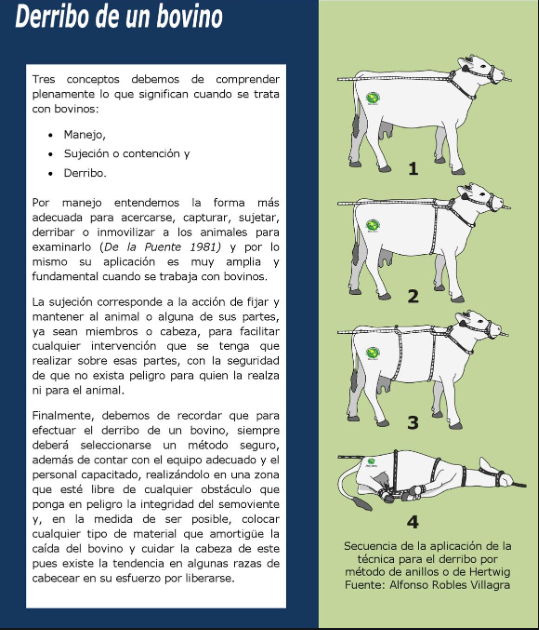 Derribo de un bovino
Tres conceptos debemos de comprender
plenamente lo que significan cuando se trata
con bovinos:
• Manejo,
• Sujeción o contención y
• Derribo.
Por manejo entendemos la forma más
adecuada para acercarse, capturar, sujetar,
derribar o inmovilizar a los animales para
examinarlo (De la Puente 1981) y por lo
mismo su aplicación es muy amplia y
fundamental cuando se trabaja con bovinos.
La sujeción corresponde a la acción de fijar y
mantener al animal o alguna de sus partes,
ya sean miembros o cabeza, para facilitar
cualquier intervención que se tenga que
realizar sobre esas partes, con la seguridad
de que no exista peligro para quien la realza
ni para el animal.
Finalmente, debemos de recordar que para
efectuar el derribo de un bovino, siempre
deberá seleccionarse un método seguro,
además de contar con el equipo adecuado y el
personal capacitado, realizándolo en una zona
que esté libre de cualquier obstáculo que
ponga en peligro la integridad del semoviente
y, en la medida de ser posible, colocar
cualquier tipo de material que amortigüe la
caída del bovino y cuidar la cabeza de este
pues existe la tendencia en algunas razas de
cabecear en su esfuerzo por liberarse.
1
2
3
4
Secuencia de la aplicación de la
técnica para el derribo por
método de anillos o de Hertwig
Fuente: Alfonso Robles Villagra